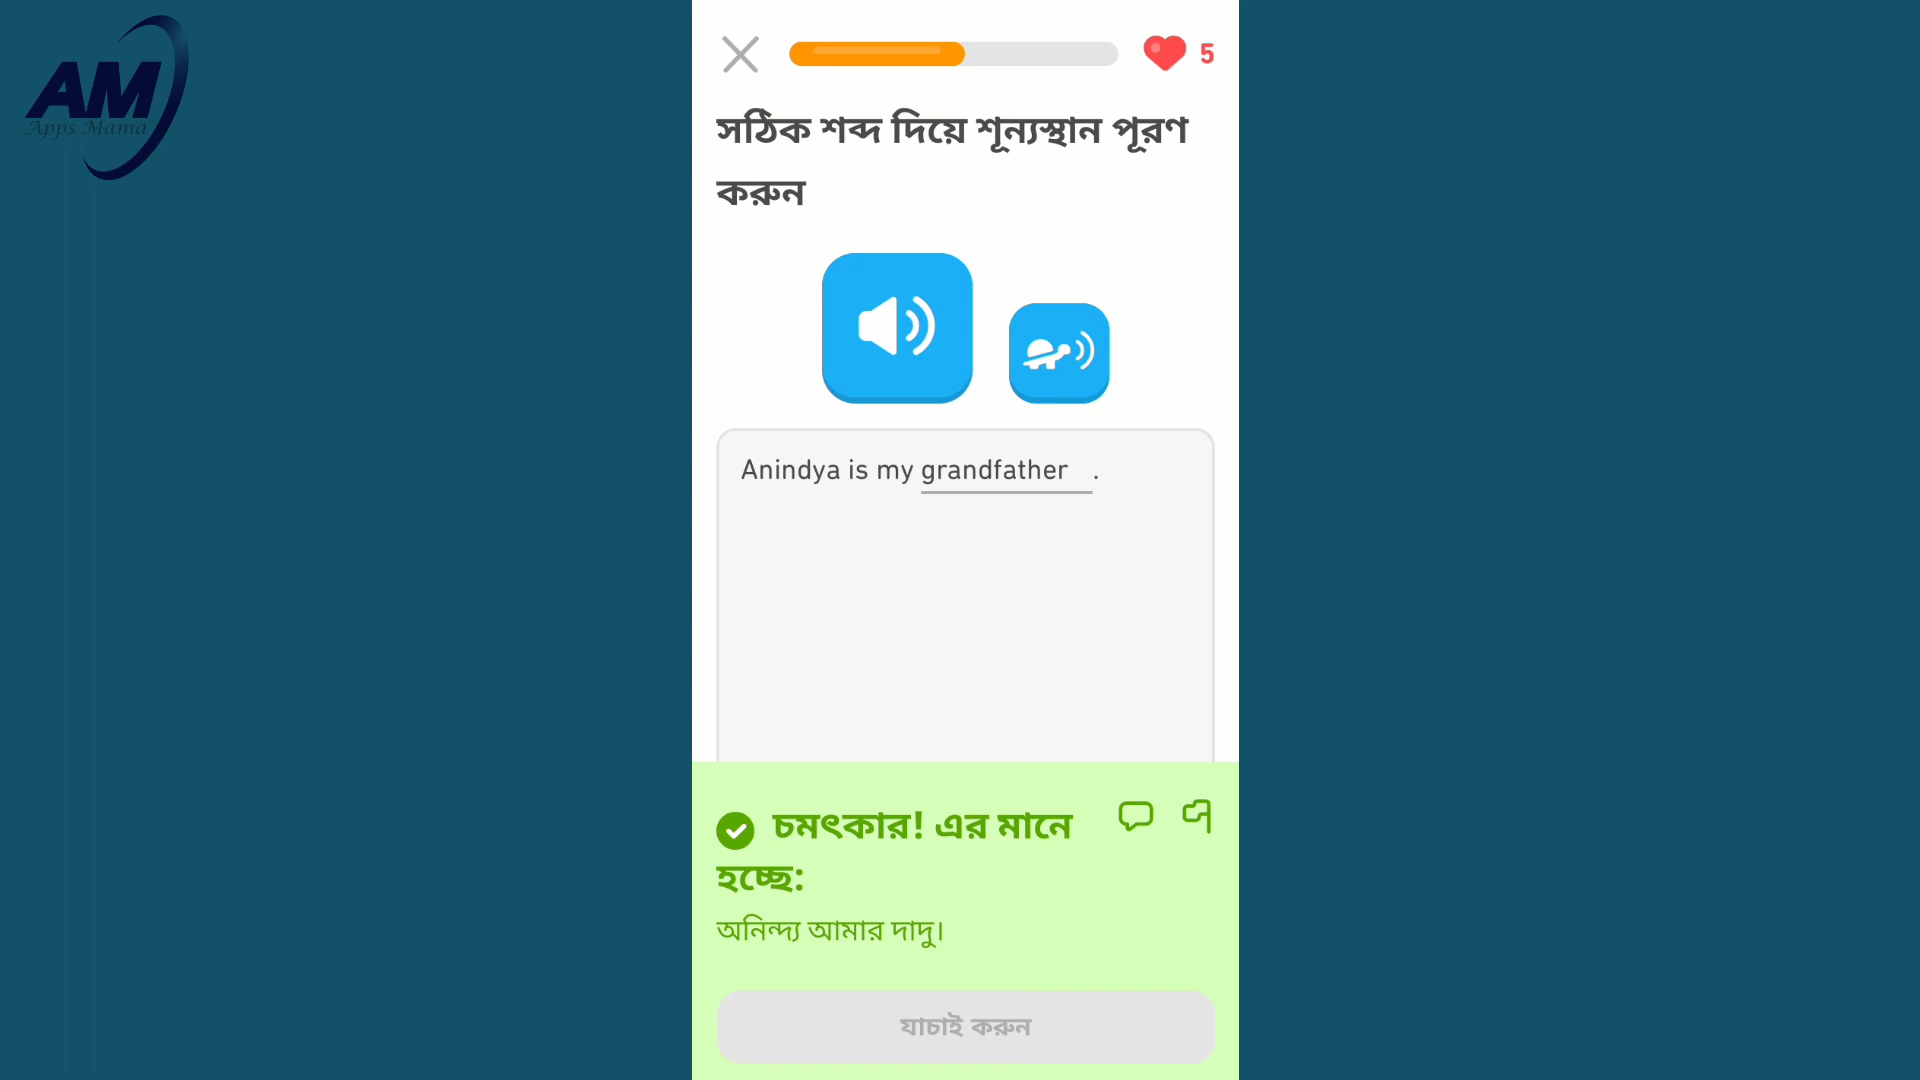 AM
Apps Mama
5
সঠিক শব্দ দিয়ে শূন্যস্থান পূরণ
করুন
Anindya is my grandfather .
চমৎকার! এর মানে
হচ্ছে:
অনিন্দ্য আমার দাদু।
যাচাই করুন